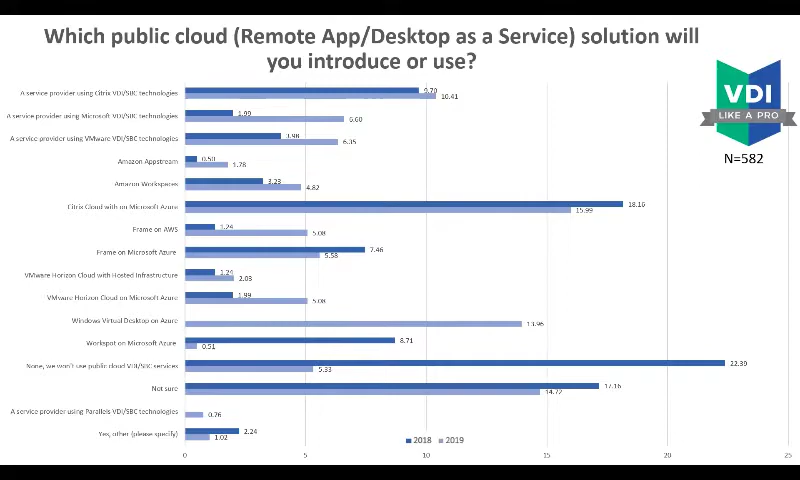 Which public cloud (Remote App/Desktop as a Service) solution will
you introduce or use?
VDI
LIKE A PRO
N=582
A service provider using Citrix VDI/SBC technologies
9.70
10.41
A service provider using Microsoft VDI/SBC technologies
1.99
6.60
A service provider using VMware VDI/SBC technologies
3.98
6.35
Amazon Appstream
0.50
1.78
Amazon Workspaces
3.23
4.82
Citrix Cloud with on Microsoft Azure
18.16
15.99
Frame on AWS
1.24
5.08
Frame on Microsoft Azure
7.46
5.58
VMware Horizon Cloud with Hosted Infrastructure
1.24
2.03
VMware Horizon Cloud on Microsoft Azure
1.99
5.08
Windows Virtual Desktop on Azure
13.96
Workspot on Microsoft Azure
8.71
0.51
None, we won't use public cloud VDI/SBC services
22.39
5.33
Not sure
17.16
14.72
A service provider using Parallels VDI/SBC technologies
0.76
Yes, other (please specify)
2.24
1.02
2018 2019
0 5 10 15 20 25